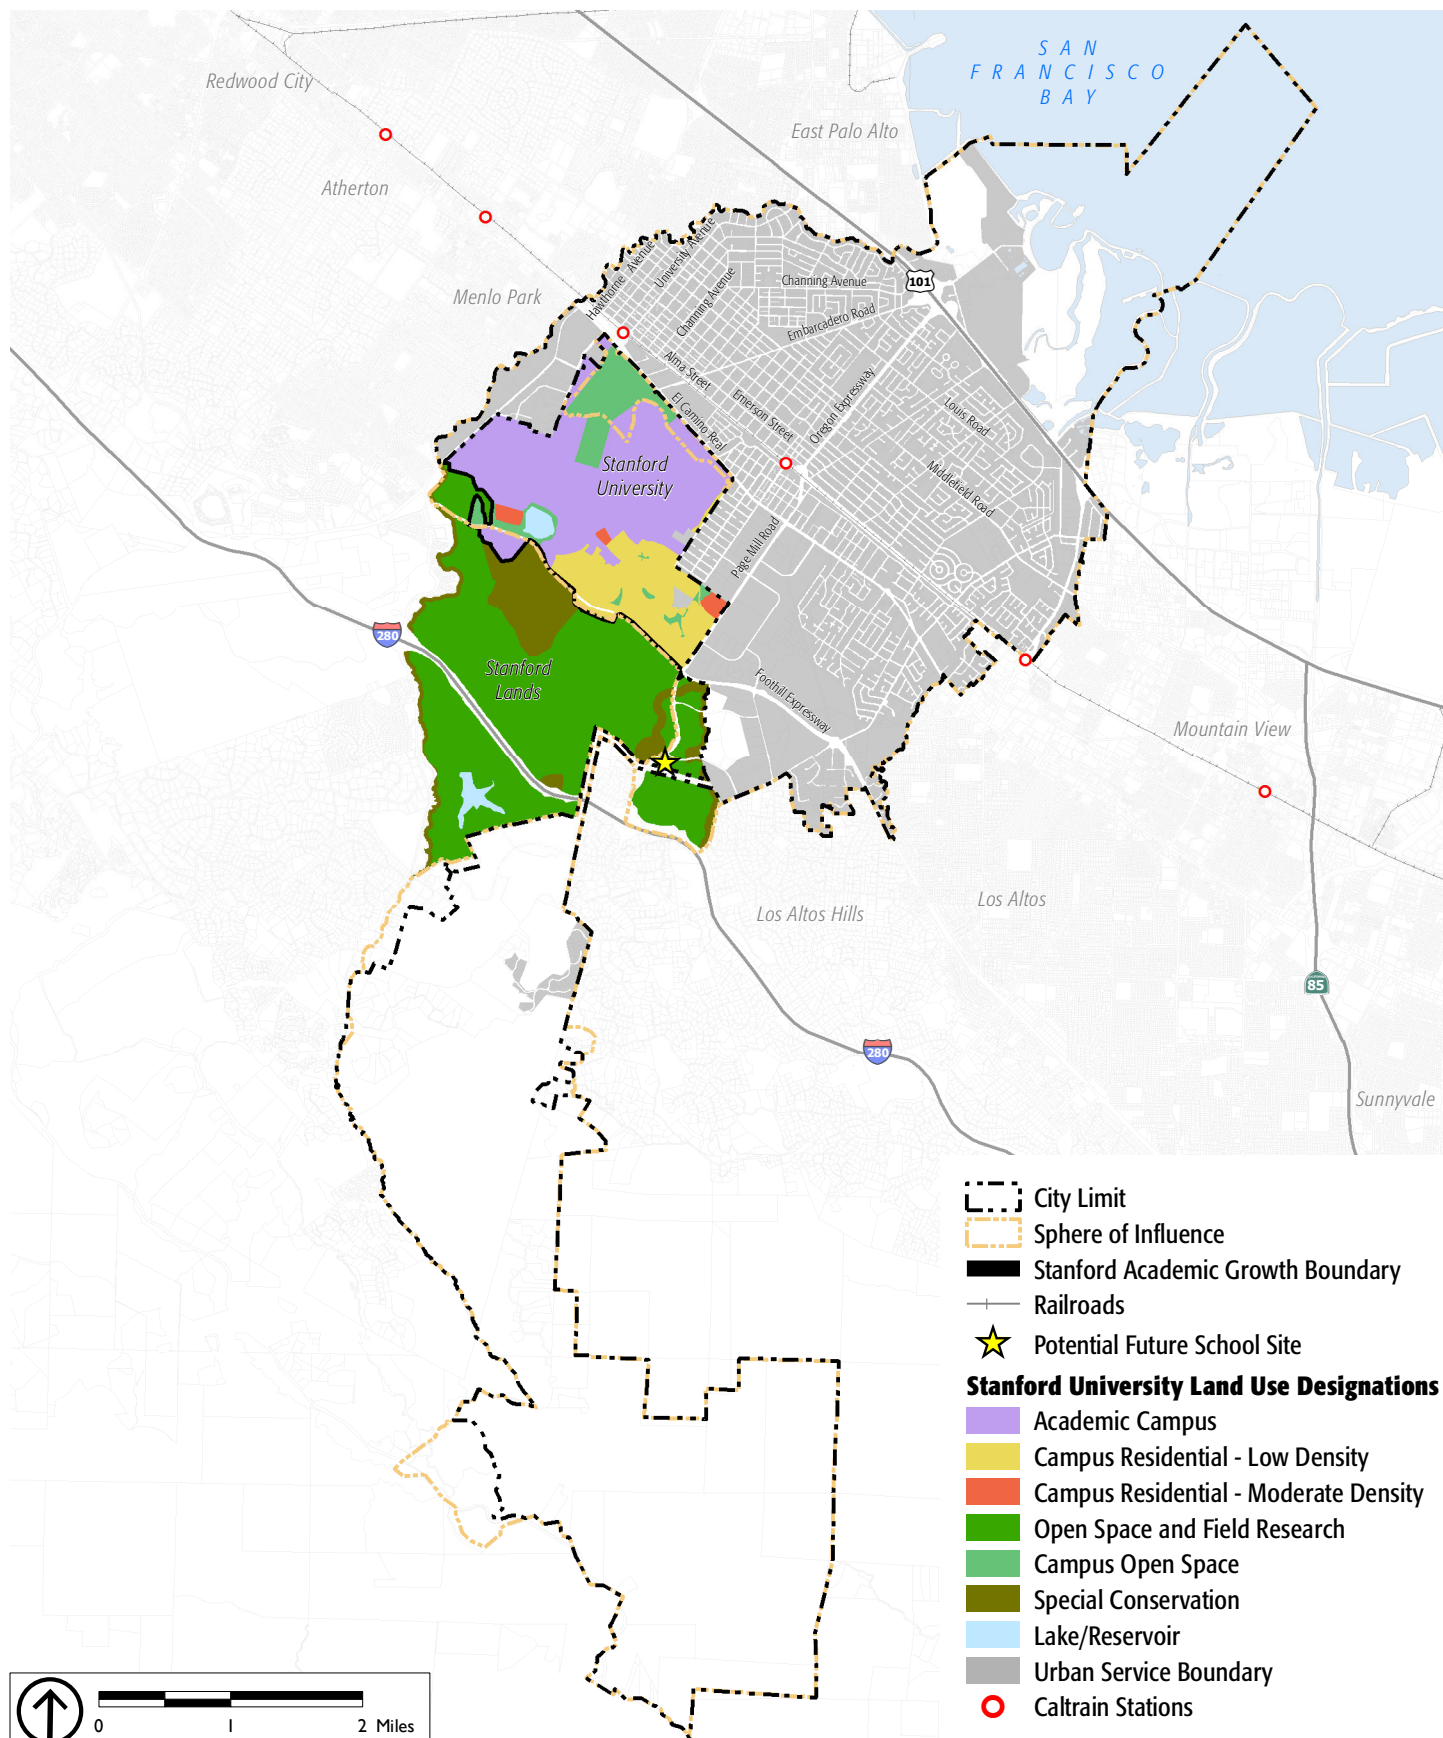 SAN
FRANCISCO
BAY
Redwood City
East Palo Alto
Atherton
Menlo Park
Hawthorne Avenue
University Avenue
Channing Avenue
Channing Avenue
101
Embarcadero Road
Alma Street
Emerson Street
El Camino Real
Oregon Expressway
Louis Road
Middlefield Road
Stanford
University
Page Mill Road
280
Stanford
Lands
Foothill Expressway
Mountain View
Los Altos Hills
Los Altos
85
280
Sunnyvale
City Limit
Sphere of Influence
Stanford Academic Growth Boundary
Railroads
Potential Future School Site
Stanford University Land Use Designations
Academic Campus
Campus Residential - Low Density
Campus Residential - Moderate Density
Open Space and Field Research
Campus Open Space
Special Conservation
Lake/Reservoir
Urban Service Boundary
Caltrain Stations
0 1 2 Miles